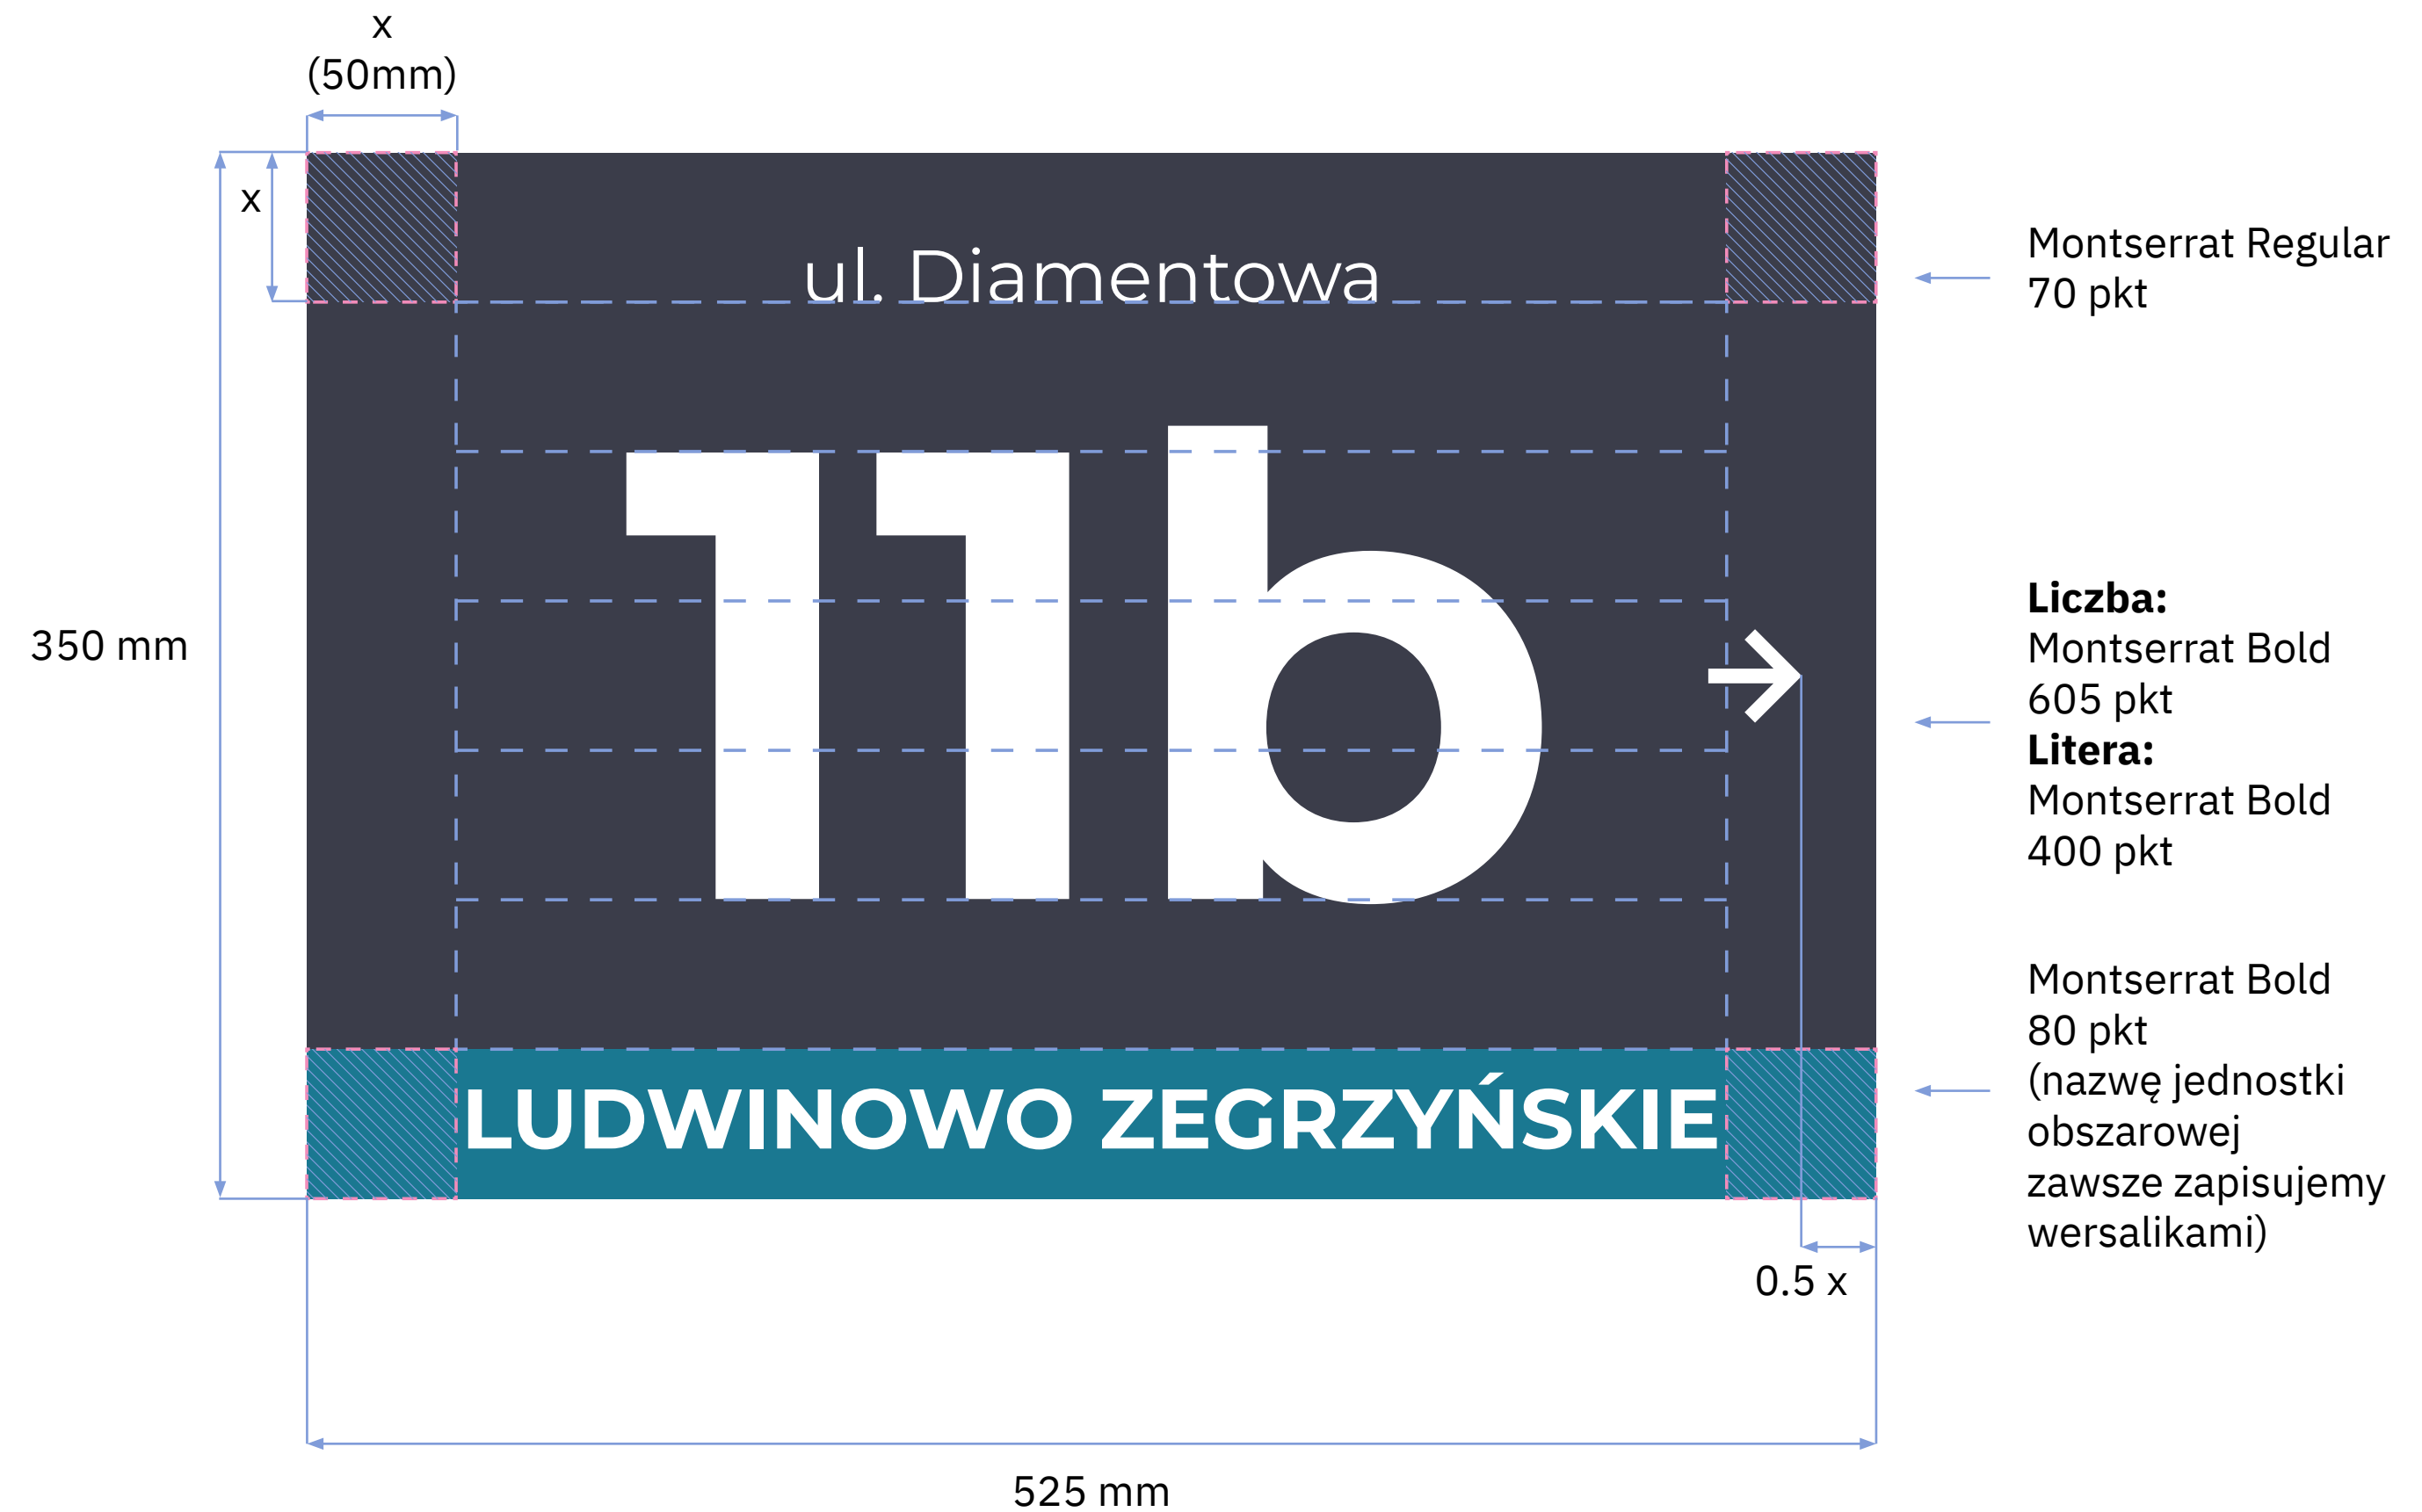 x
(50mm)
x
ul. Diamentowa
Montserrat Regular
70 pkt
350 mm
11b
Liczba:
Montserrat Bold
605 pkt
Litera:
Montserrat Bold
400 pkt
LUDWINOWO ZEGRZYŃSKIE
Montserrat Bold
80 pkt
(nazwę jednostki
obszarowej
zawsze zapisujemy
wersalikami)
0.5 x
525 mm